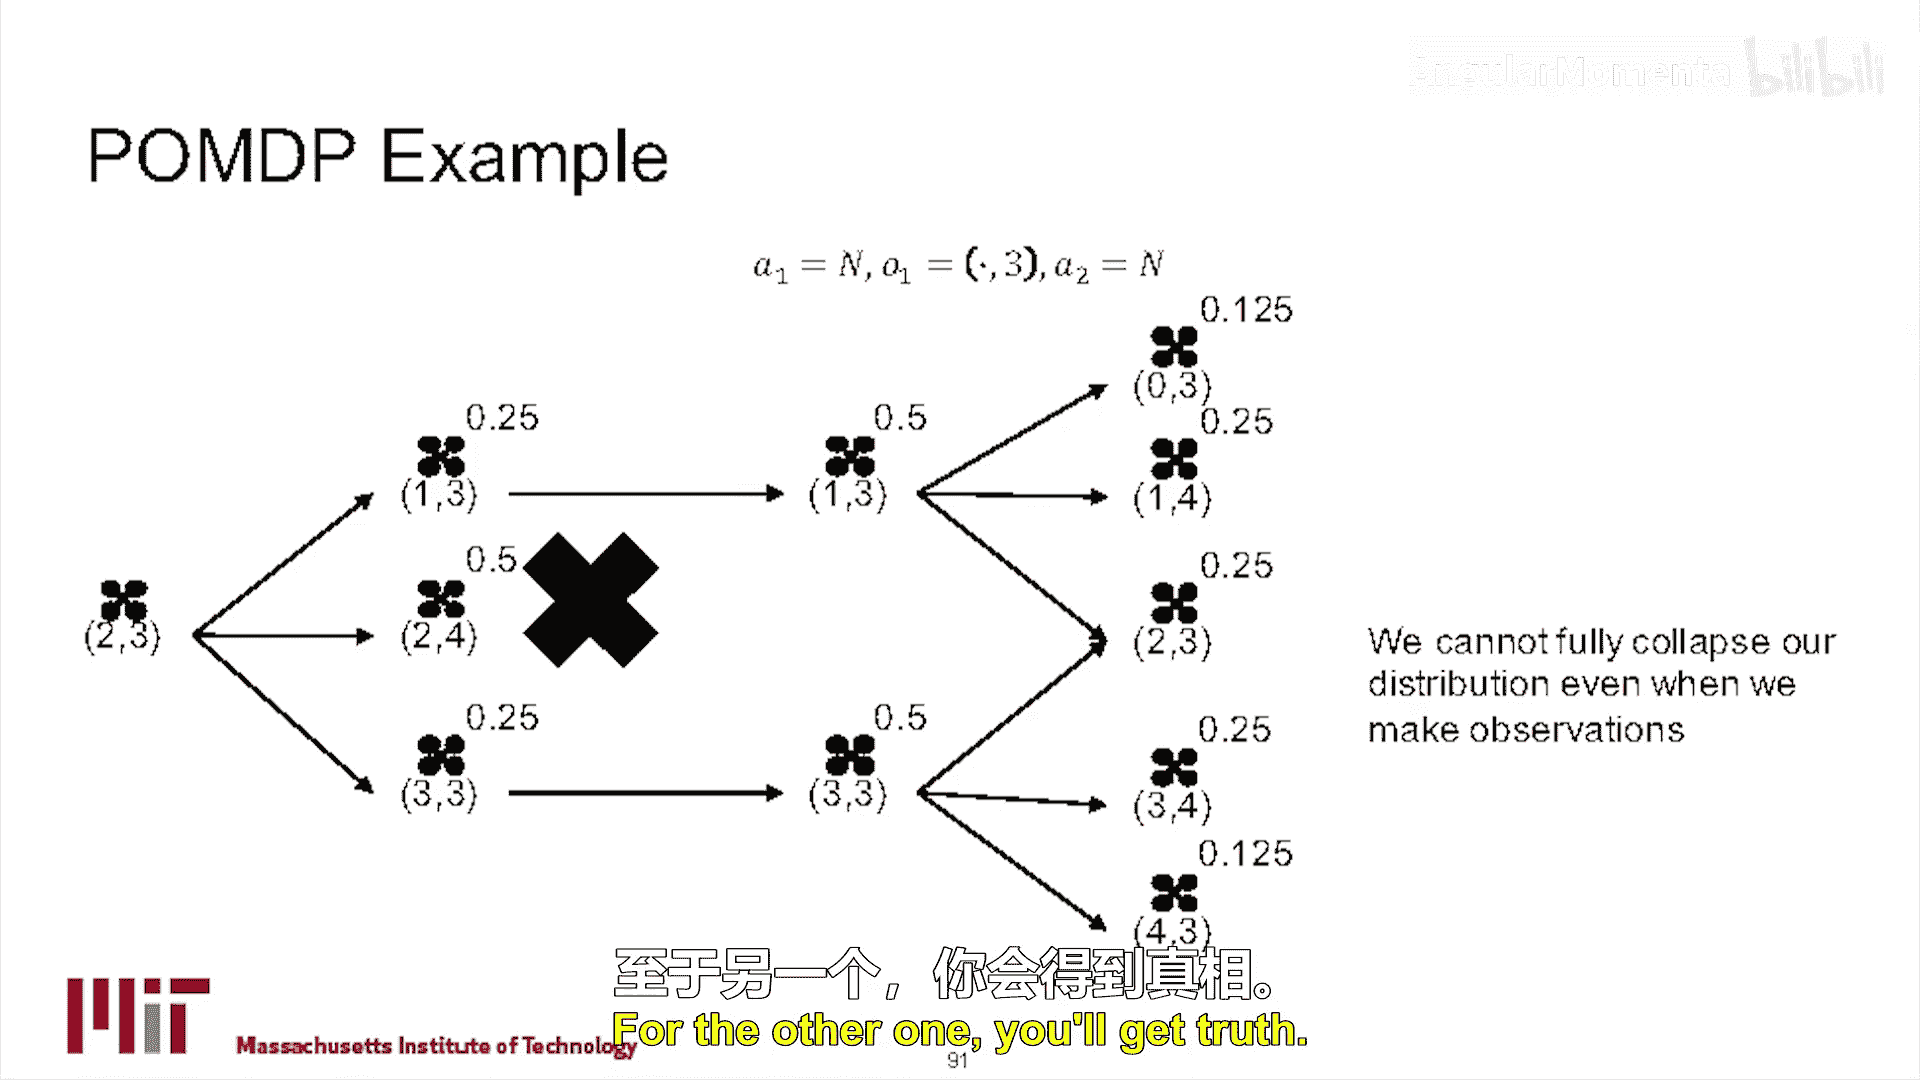 ngularMomenta bilibili
POMDP Example
a₁ = N, o₁ = (·, 3), a₂ = N
0.125
(0,3)
0.25
0.5
0.25
(1,3)
(1,3)
(1,4)
0.5
0.25
(2,3)
(2,4)
(2,3)
We cannot fully collapse our
distribution even when we
make observations
0.25
0.5
0.25
(3,3)
(3,3)
(3,4)
0.125
(4,3)
至于另一个，你会得到真相。
For the other one, you'll get truth.
MIT
Massachusetts Institute of Technology
91